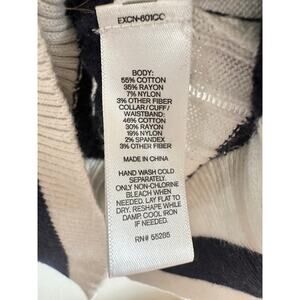 EXCN-601CC
BODY:
55% COTTON
35% RAYON
7% NYLON
3% OTHER FIBER
COLLAR/CUFF/
WAISTBAND:
46% COTTON
30% RAYON
19% NYLON
2% SPANDEX
3% OTHER FIBER
MADE IN CHINA
HAND WASH COLD
SEPARATELY.
ONLY NON-CHLORINE
BLEACH WHEN
NEEDED. LAY FLAT TO
DRY. RESHAPE WHILE
DAMP. COOL IRON
IF NEEDED.
RN# 55285